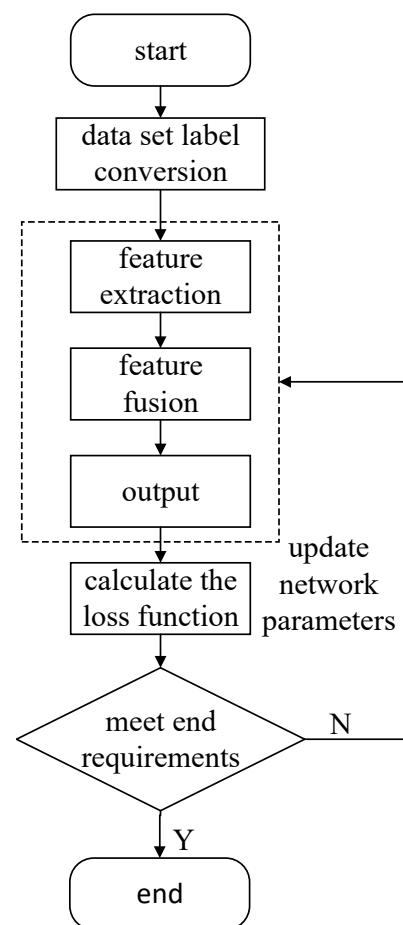 start
data set label
conversion
feature
extraction
feature
fusion
output
update
network
parameters
calculate the
loss function
meet end
requirements
N
Y
end